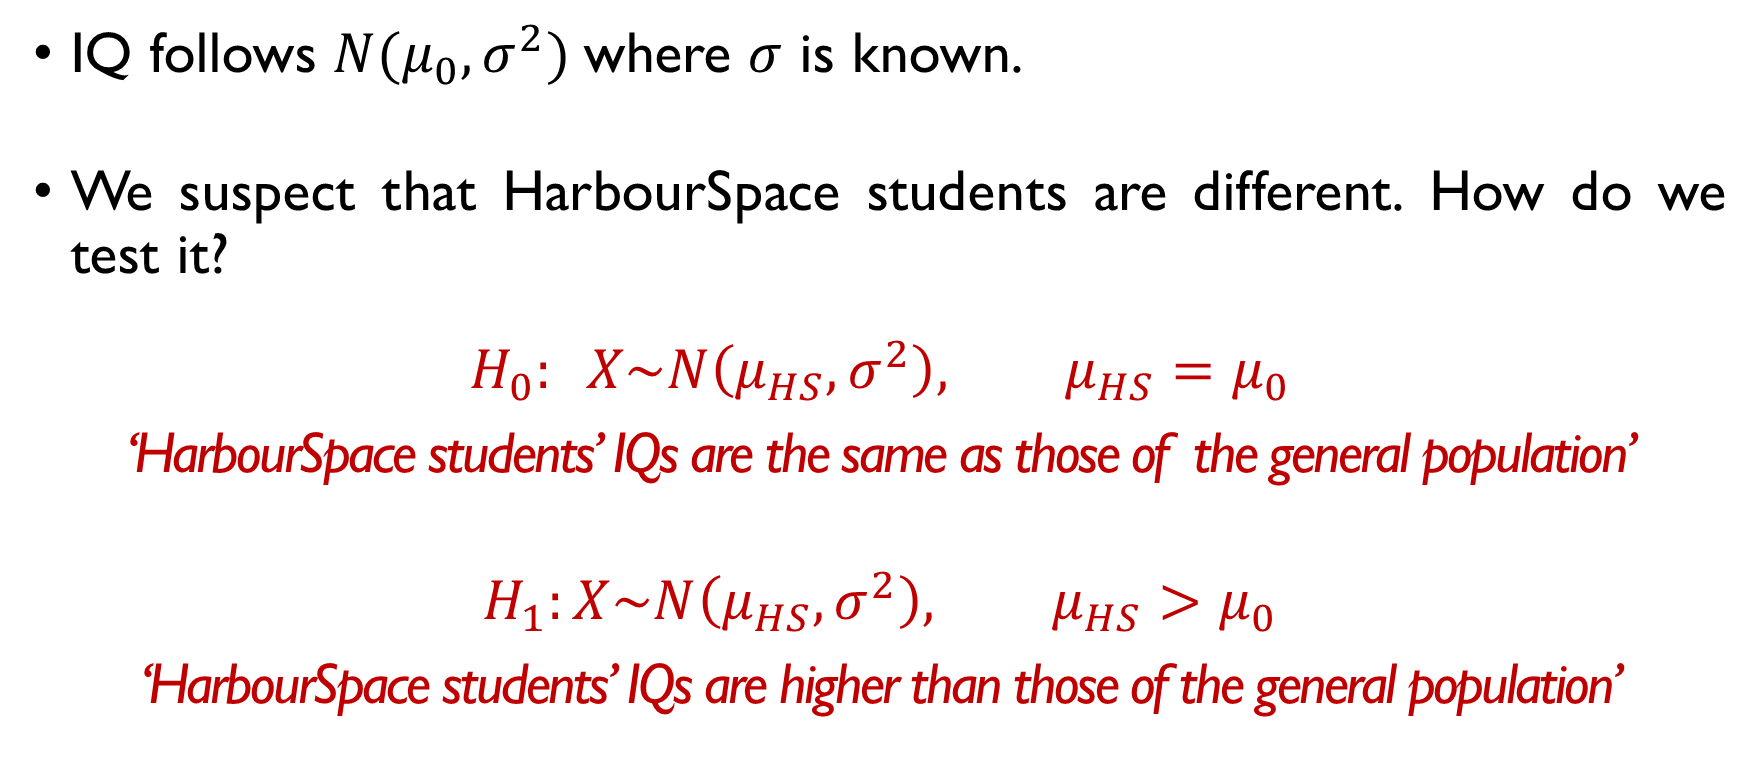 • IQ follows N(μ₀, σ²) where σ is known.
• We suspect that HarbourSpace students are different. How do we
test it?
H₀: X~N(μ_HS, σ²), μ_HS = μ₀
‘HarbourSpace students’ IQs are the same as those of the general population’
H₁: X~N(μ_HS, σ²), μ_HS > μ₀
‘HarbourSpace students’ IQs are higher than those of the general population’